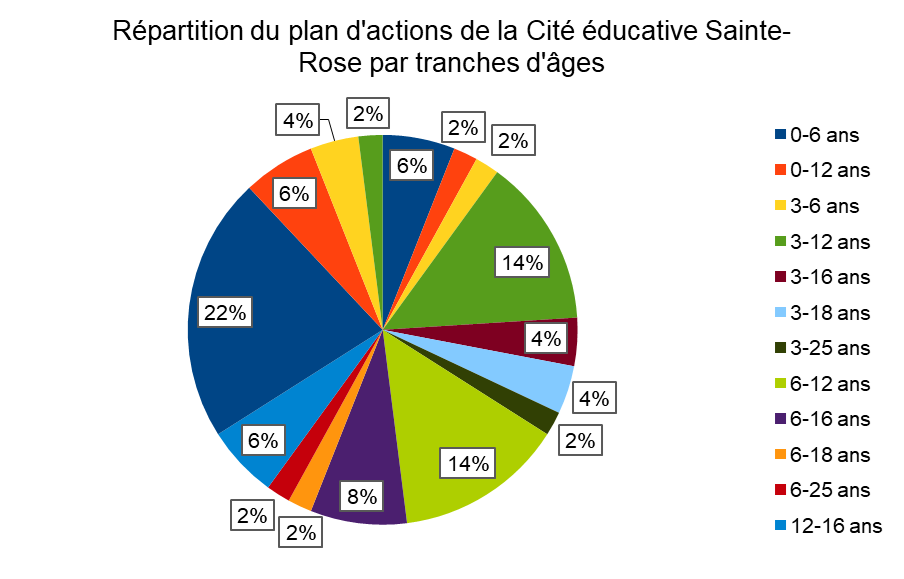 Répartition du plan d'actions de la Cité éducative Sainte-
Rose par tranches d'âges
4%
2%
2%
2%
6%
6%
14%
22%
4%
4%
2%
6%
14%
8%
2%
2%
0-6 ans
0-12 ans
3-6 ans
3-12 ans
3-16 ans
3-18 ans
3-25 ans
6-12 ans
6-16 ans
6-18 ans
6-25 ans
12-16 ans